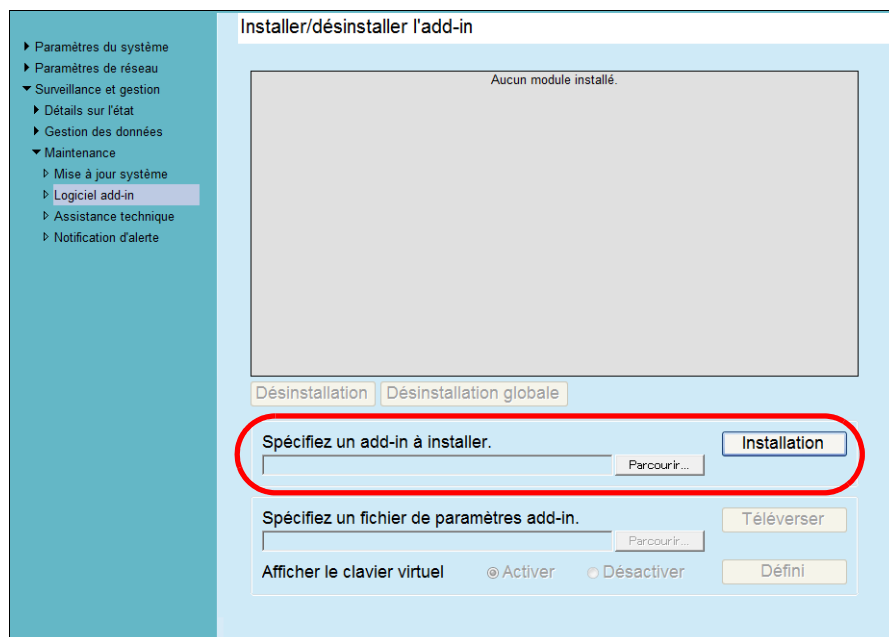 Installer/désinstaller l'add-in
Paramètres du système
Paramètres de réseau
Surveillance et gestion
Détails sur l'état
Gestion des données
Maintenance
Mise à jour système
Logiciel add-in
Assistance technique
Notification d'alerte
Aucun module installé.
Désinstallation Désinstallation globale
Spécifiez un add-in à installer. Installation
Parcourir...
Spécifiez un fichier de paramètres add-in. Téléverser
Parcourir...
Afficher le clavier virtuel Activer Désactiver Défini